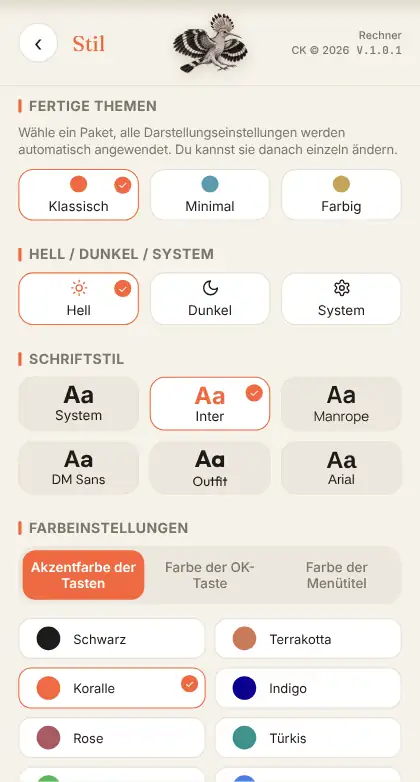 Stil
Rechner
CK © 2026 V.1.0.1
FERTIGE THEMEN
Wähle ein Paket, alle Darstellungseinstellungen werden
automatisch angewendet. Du kannst sie danach einzeln ändern.
Klassisch
Minimal
Farbig
HELL / DUNKEL / SYSTEM
Hell
Dunkel
System
SCHRIFTSTIL
Aa
System
Aa
Inter
Aa
Manrope
Aa
DM Sans
Aa
Outfit
Aa
Arial
FARBEINSTELLUNGEN
Akzentfarbe der
Tasten
Farbe der OK-
Taste
Farbe der
Menütitel
Schwarz
Terrakotta
Koralle
Indigo
Rose
Türkis